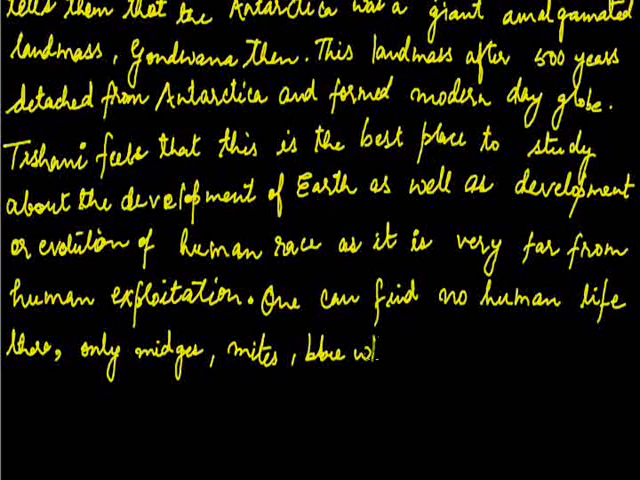 tells them that the Antarctica was a giant amalgamated
landmass, Gondwana then. This landmass after 500 years
detached from Antarctica and formed modern day globe.
Tishani feels that this is the best place to study
about the development of Earth as well as development
or evolution of human race as it is very far from
human exploitation. One can find no human life
there, only midges, mites, blue wh